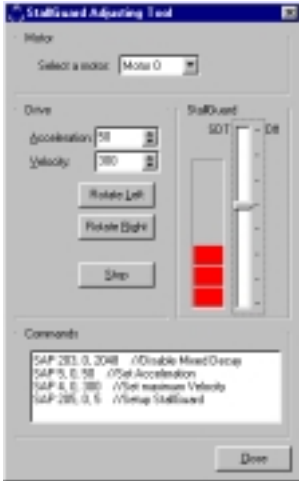 StallGuard Adjusting Tool
Motor
Select a motor: Motor 0
Drive
StallGuard
Acceleration: 50
SGT
Off
Velocity: 300
Rotate Left
Rotate Right
Stop
Commands
SAP 203, 0, 2048 //Disable Mixed Decay
SAP 5, 0, 50 //Set Acceleration
SAP 4, 0, 300 //Set maximum Velocity
SAP 205, 0, 5 //Setup StallGuard
Close